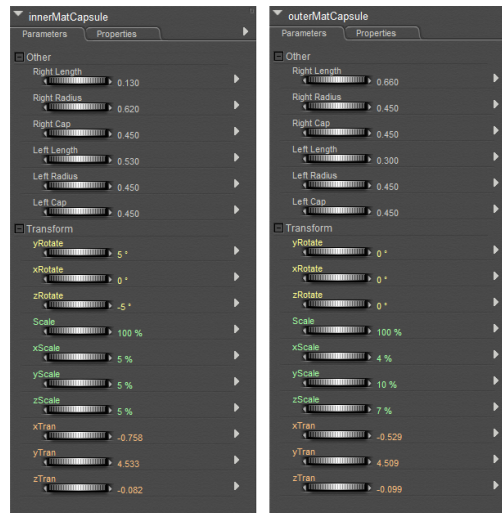 innerMatCapsule
Parameters Properties
Other
Right Length
0.130
Right Radius
0.620
Right Cap
0.450
Left Length
0.530
Left Radius
0.450
Left Cap
0.450
Transform
yRotate
5 °
xRotate
0 °
zRotate
-5 °
Scale
100 %
xScale
5 %
yScale
5 %
zScale
5 %
xTran
-0.758
yTran
4.533
zTran
-0.082
outerMatCapsule
Parameters Properties
Other
Right Length
0.660
Right Radius
0.450
Right Cap
0.450
Left Length
0.300
Left Radius
0.450
Left Cap
0.450
Transform
yRotate
0 °
xRotate
0 °
zRotate
0 °
Scale
100 %
xScale
4 %
yScale
10 %
zScale
7 %
xTran
-0.529
yTran
4.509
zTran
-0.099